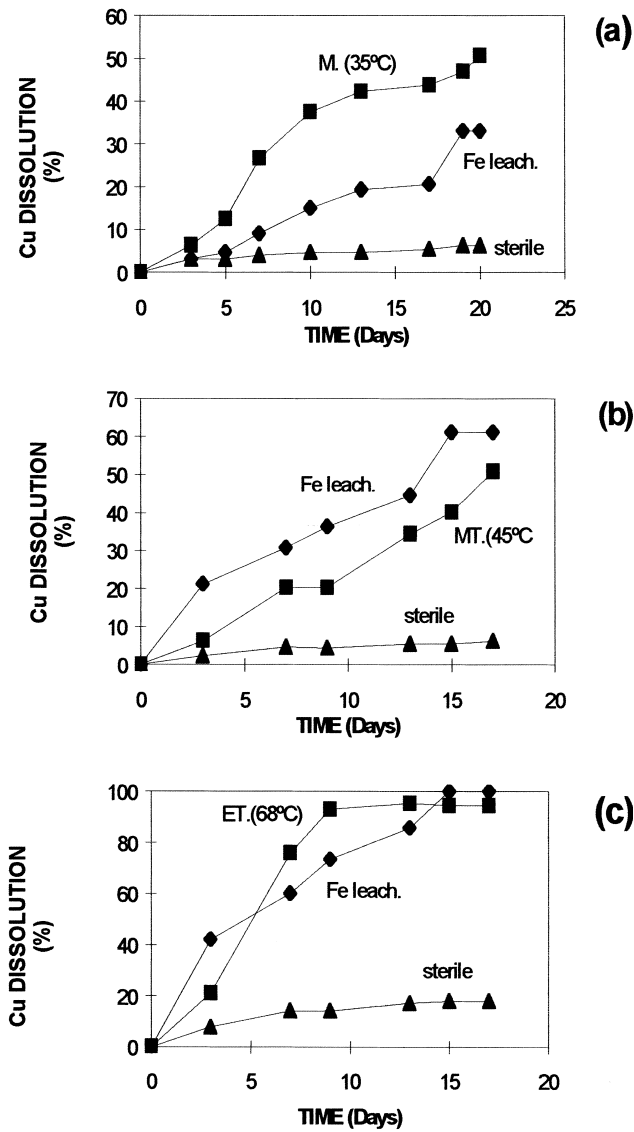 (a)
60
50
40
30
20
10
0
Cu DISSOLUTION
(%)
M. (35ºC)
Fe leach.
sterile
0 5 10 15 20 25
TIME (Days)
(b)
70
60
50
40
30
20
10
0
Cu DISSOLUTION
(%)
Fe leach.
MT.(45ºC
sterile
0 5 10 15 20
TIME (Days)
(c)
100
80
60
40
20
0
Cu DISSOLUTION
(%)
ET.(68ºC)
Fe leach.
sterile
0 5 10 15 20
TIME (Days)